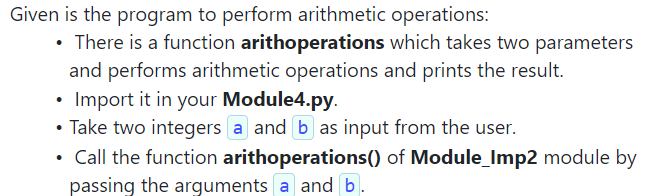 Given is the program to perform arithmetic operations:
• There is a function arithoperations which takes two parameters
and performs arithmetic operations and prints the result.
• Import it in your Module4.py.
• Take two integers a and b as input from the user.
• Call the function arithoperations() of Module_Imp2 module by
passing the arguments a and b.